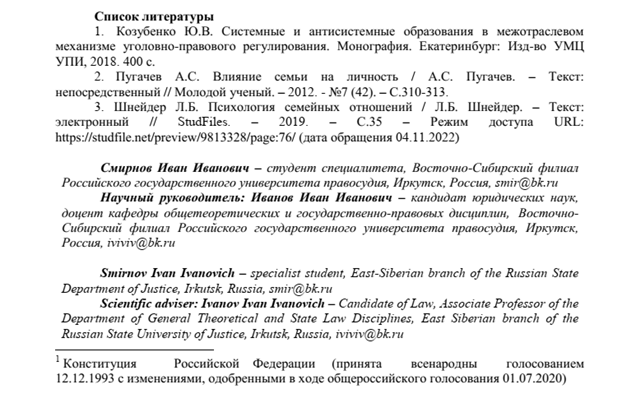 Список литературы
1. Козубенко Ю.В. Системные и антисистемные образования в межотраслевом
механизме уголовно-правового регулирования. Монография. Екатеринбург: Изд-во УМЦ
УПИ, 2018. 400 с.
2. Пугачев А.С. Влияние семьи на личность / А.С. Пугачев. – Текст:
непосредственный // Молодой ученый. – 2012. - №7 (42). – С.310-313.
3. Шнейдер Л.Б. Психология семейных отношений / Л.Б. Шнейдер. – Текст:
электронный // StudFiles. – 2019. – С.35 – Режим доступа URL:
https://studfile.net/preview/9813328/page:76/ (дата обращения 04.11.2022)
Смирнов Иван Иванович – студент специалитета, Восточно-Сибирский филиал
Российского государственного университета правосудия, Иркутск, Россия, smir@bk.ru
Научный руководитель: Иванов Иван Иванович – кандидат юридических наук,
доцент кафедры общетеоретических и государственно-правовых дисциплин, Восточно-
Сибирский филиал Российского государственного университета правосудия, Иркутск,
Россия, iviviv@bk.ru
Smirnov Ivan Ivanovich – specialist student, East-Siberian branch of the Russian State
Department of Justice, Irkutsk, Russia, smir@bk.ru
Scientific adviser: Ivanov Ivan Ivanovich – Candidate of Law, Associate Professor of the
Department of General Theoretical and State Law Disciplines, East Siberian branch of the
Russian State University of Justice, Irkutsk, Russia, iviviv@bk.ru
1 Конституция Российской Федерации (принята всенародны голосованием
12.12.1993 с изменениями, одобренными в ходе общероссийского голосования 01.07.2020)